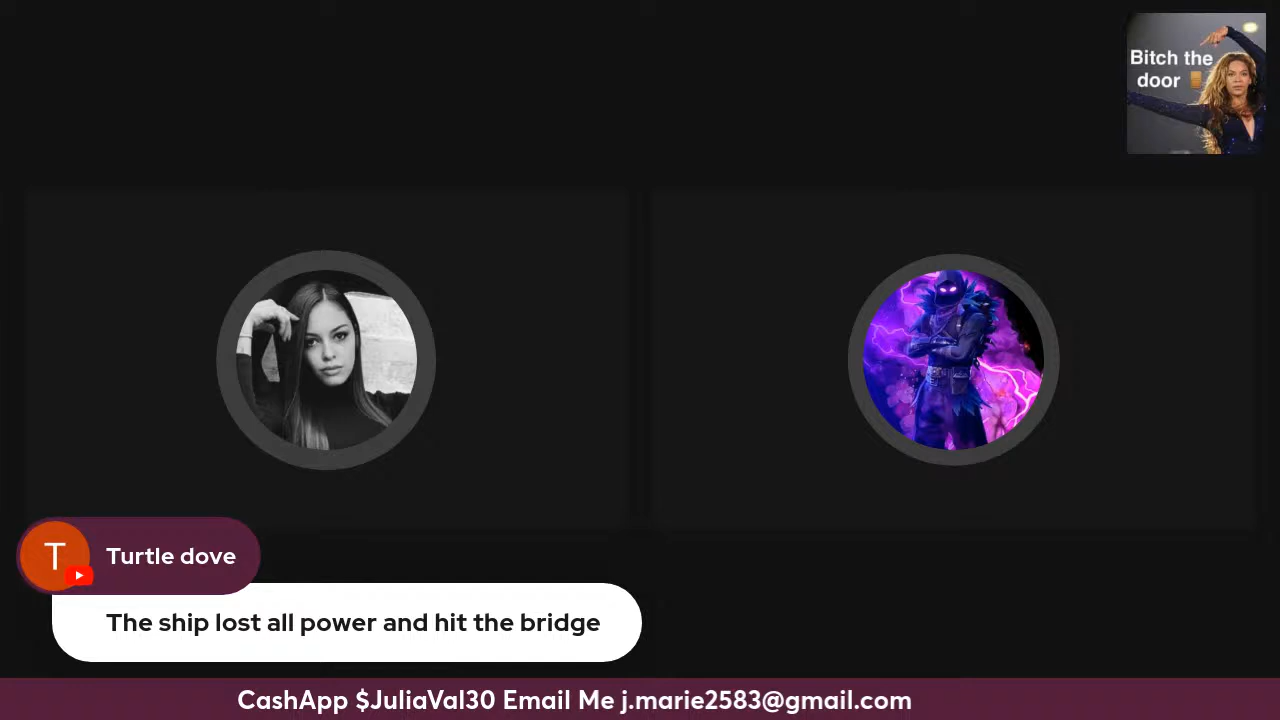 Bitch the
door
T
Turtle dove
The ship lost all power and hit the bridge
CashApp $JuliaVal30 Email Me j.marie2583@gmail.com